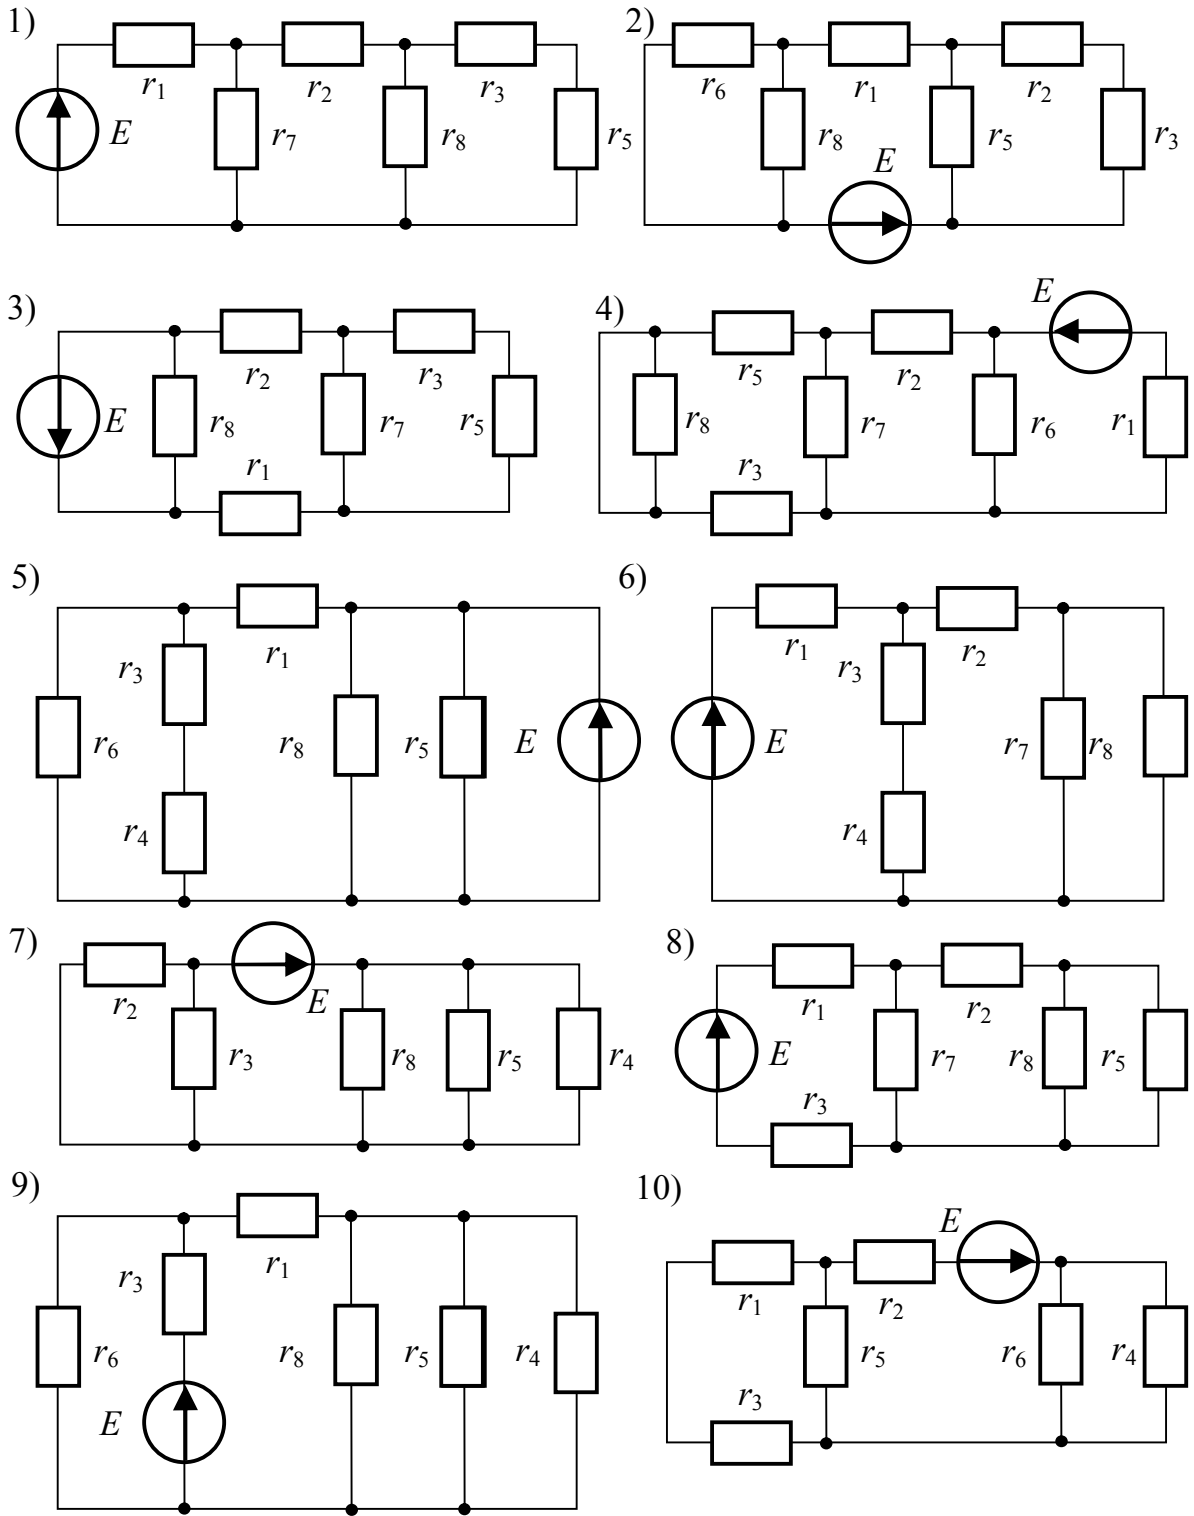 1)
r1 r2 r3
E r7 r8 r5
2)
r6 r1 r2
r8 r5 r3
E
3)
r2 r3
E r8 r7 r5
r1
4)
E
r5 r2
r8 r7 r6 r1
r3
5)
r1
r3
r6 r8 r5 E
r4
6)
r1 r2
r3
E r7 r8
r4
7)
r2 E
r3 r8 r5 r4
8)
r1 r2
E r7 r8 r5
r3
9)
r1
r3
r6 r8 r5 r4
E
10)
E
r1 r2
r5 r6 r4
r3